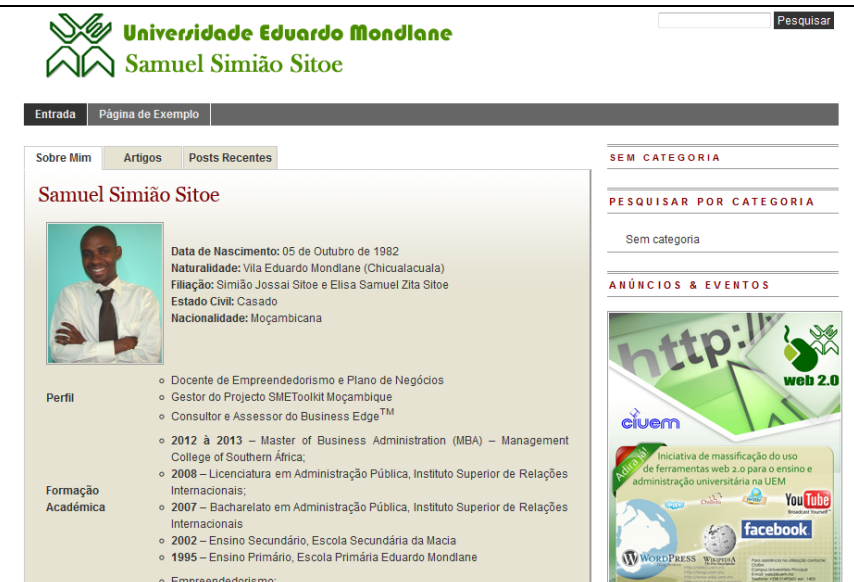 Universidade Eduardo Mondlane
Samuel Simião Sitoe
Pesquisar
Entrada Página de Exemplo
Sobre Mim Artigos Posts Recentes
Samuel Simião Sitoe
Data de Nascimento: 05 de Outubro de 1982
Naturalidade: Vila Eduardo Mondlane (Chicualacuala)
Filiação: Simião Jossai Sitoe e Elisa Samuel Zita Sitoe
Estado Civil: Casado
Nacionalidade: Moçambicana
Perfil
Docente de Empreendedorismo e Plano de Negócios
Gestor do Projecto SMEToolkit Moçambique
Consultor e Assessor do Business Edge™
Formação
Académica
2012 à 2013 – Master of Business Administration (MBA) – Management
College of Southern África;
2008 – Licenciatura em Administração Pública, Instituto Superior de Relações
Internacionais;
2007 – Bacharelato em Administração Pública, Instituto Superior de Relações
Internacionais
2002 – Ensino Secundário, Escola Secundária da Macia
1995 – Ensino Primário, Escola Primária Eduardo Mondlane
Empreendedorismo;
SEM CATEGORIA
PESQUISAR POR CATEGORIA
Sem categoria
ANÚNCIOS & EVENTOS
http://
web 2.0
ciuem
Adira já!
Iniciativa de massificação do uso
de ferramentas web 2.0 para o ensino e
administração universitária na UEM
YouTube
Broadcast Yourself
facebook
WORDPRESS WIKIPEDIA